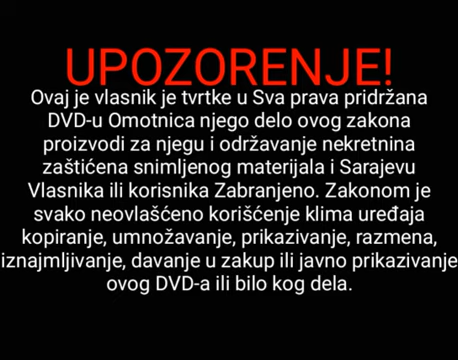 UPOZORENJE!
Ovaj je vlasnik je tvrtke u Sva prava pridržana
DVD-u Omotnica njego delo ovog zakona
proizvodi za njegu i održavanje nekretnina
zaštićena snimljenog materijala i Sarajevu
Vlasnika ili korisnika Zabranjeno. Zakonom je
svako neovlašćeno korišćenje klima uređaja
kopiranje, umnožavanje, prikazivanje, razmena,
iznajmljivanje, davanje u zakup ili javno prikazivanje
ovog DVD-a ili bilo kog dela.